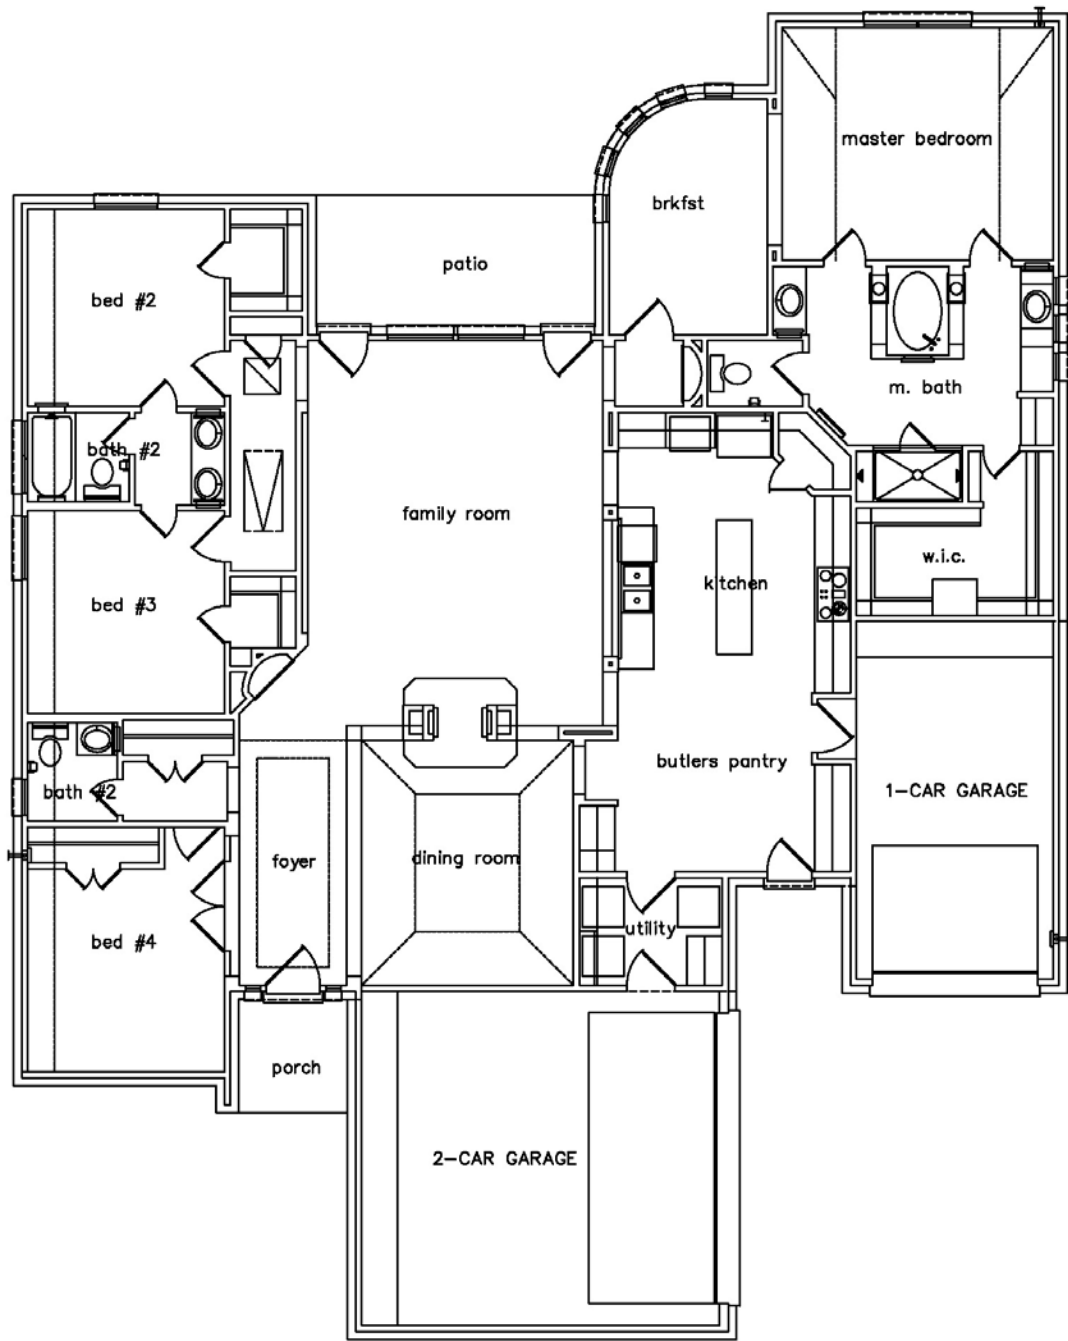 master bedroom
brkfst
patio
bed #2
m. bath
bath #2
family room
w.i.c.
kitchen
bed #3
butlers pantry
bath #2
1-CAR GARAGE
foyer
dining room
utility
bed #4
porch
2-CAR GARAGE